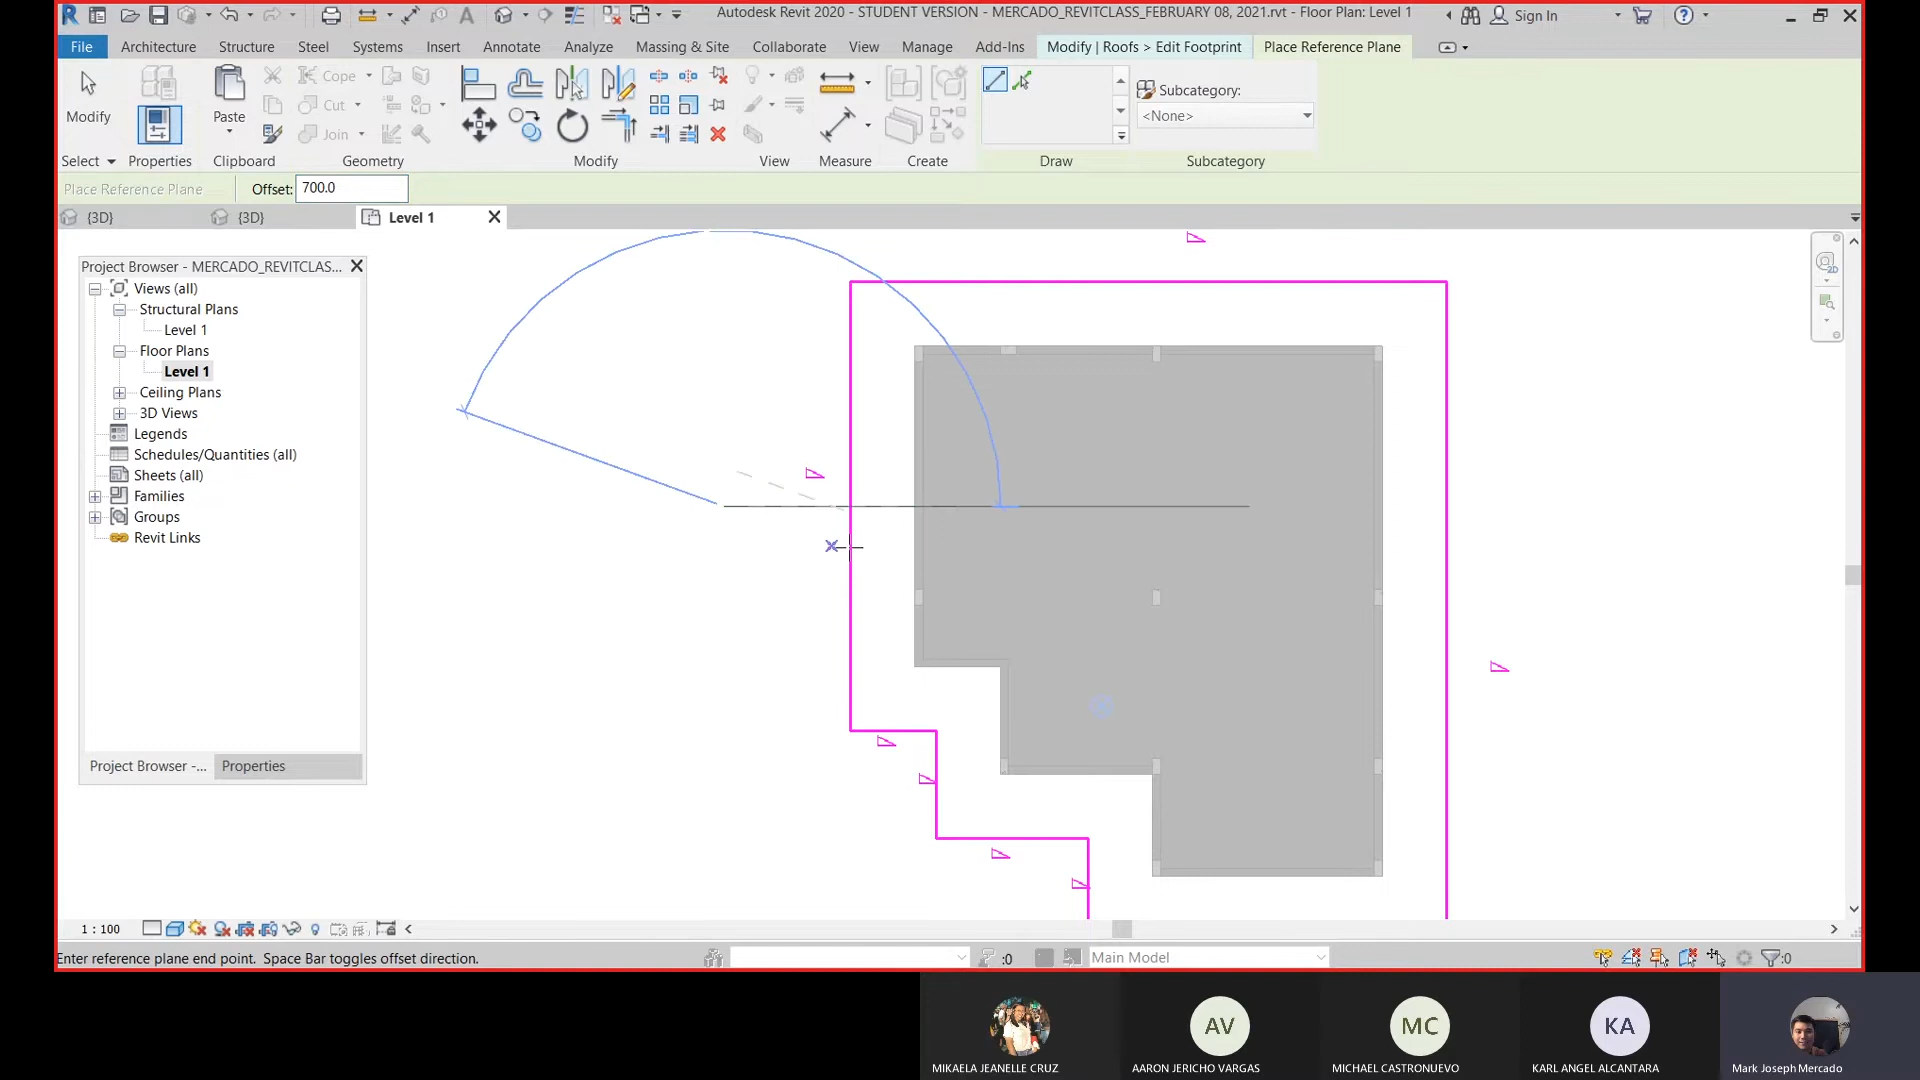 Autodesk Revit 2020 - STUDENT VERSION - MERCADO_REVITCLASS_FEBRUARY 08, 2021.rvt - Floor Plan: Level 1
Sign In
File
Architecture
Structure
Steel
Systems
Insert
Annotate
Analyze
Massing & Site
Collaborate
View
Manage
Add-Ins
Modify | Roofs > Edit Footprint
Place Reference Plane
Modify
Paste
Cope
Cut
Join
Subcategory:
<None>
Select
Properties
Clipboard
Geometry
Modify
View
Measure
Create
Draw
Subcategory
Place Reference Plane
Offset: 700.0
{3D}
{3D}
Level 1
Project Browser - MERCADO_REVITCLAS...
Views (all)
Structural Plans
Level 1
Floor Plans
Level 1
Ceiling Plans
3D Views
Legends
Schedules/Quantities (all)
Sheets (all)
Families
Groups
Revit Links
Project Browser -...
Properties
2D
1 : 100
Enter reference plane end point. Space Bar toggles offset direction.
:0
Main Model
:0
AV
MC
KA
MIKAELA JEANELLE CRUZ
AARON JERICHO VARGAS
MICHAEL CASTRONUEVO
KARL ANGEL ALCANTARA
Mark Joseph Mercado